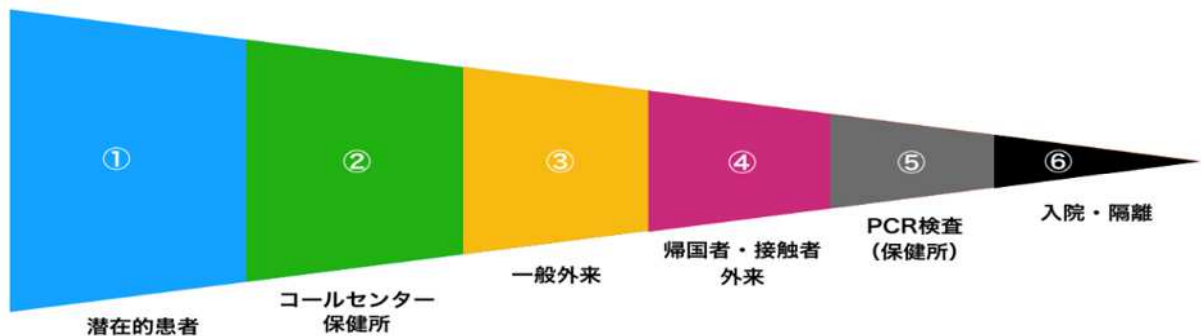 ①
②
③
④
⑤
⑥
潜在的患者
コールセンター
保健所
一般外来
帰国者・接触者
外来
PCR検査
（保健所）
入院・隔離